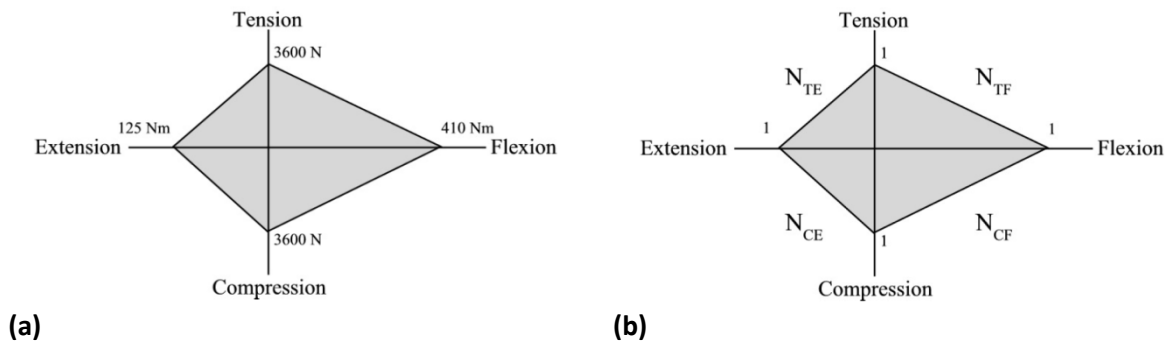 Tension
3600 N
125 Nm
410 Nm
Extension
Flexion
3600 N
Compression
(a)
Tension
1
N_TE
N_TF
1
1
Extension
Flexion
N_CE
N_CF
1
Compression
(b)